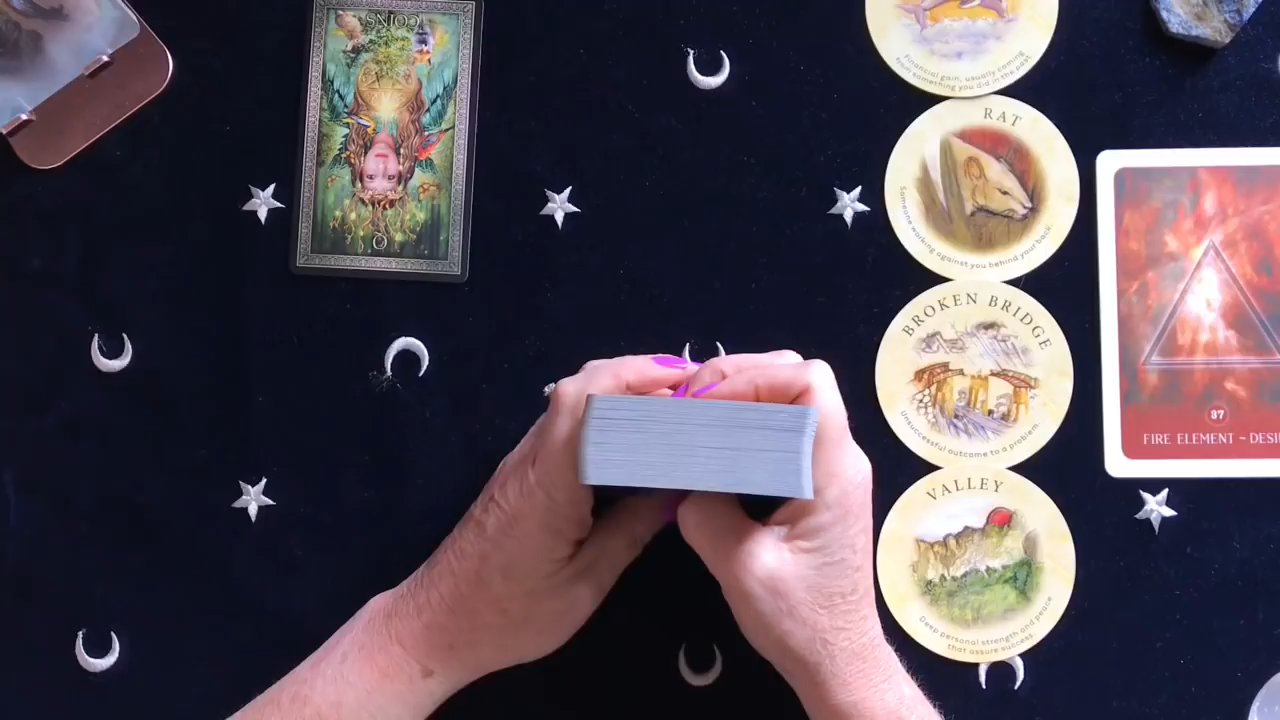 COINS
Financial gain, usually coming
from something you did in the past.
RAT
Someone working against you behind your back.
BROKEN BRIDGE
Unsuccessful outcome to a problem.
VALLEY
Deep personal strength and peace
that assure success.
37
FIRE ELEMENT ~ DESI